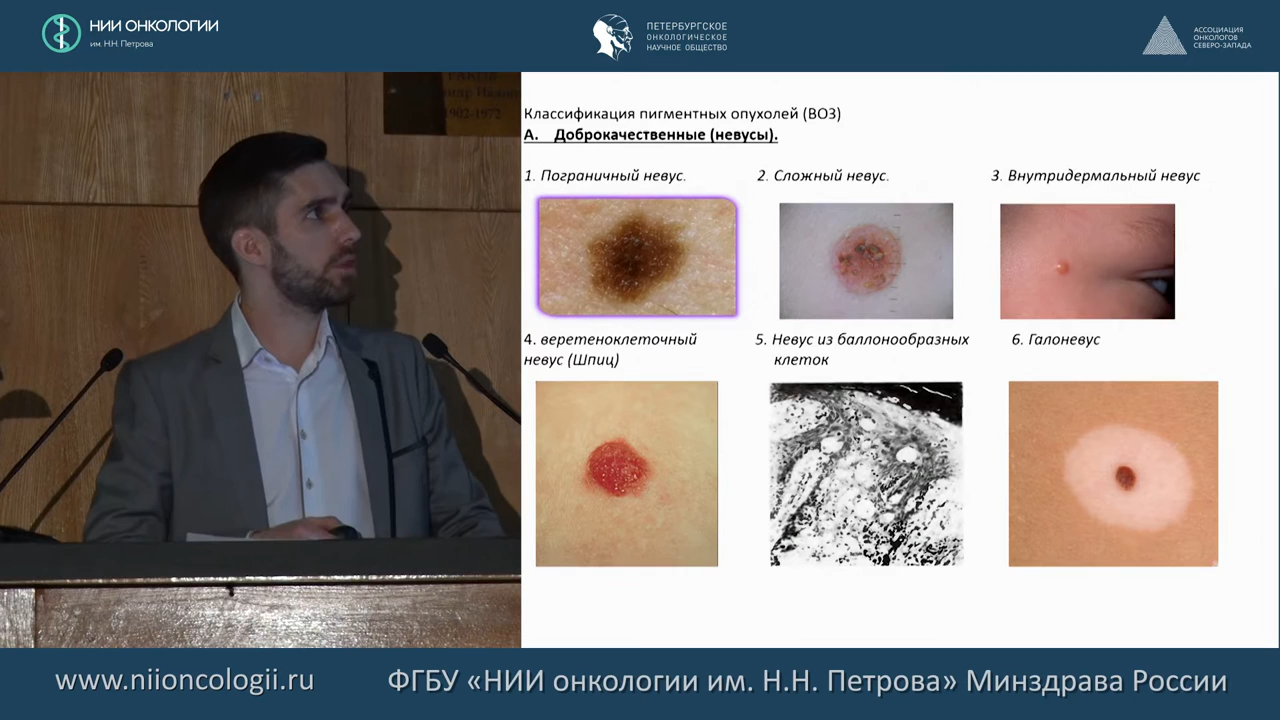 НИИ ОНКОЛОГИИ
им. Н.Н. Петрова
ПЕТЕРБУРГСКОЕ
ОНКОЛОГИЧЕСКОЕ
НАУЧНОЕ ОБЩЕСТВО
АССОЦИАЦИЯ
ОНКОЛОГОВ
СЕВЕРО-ЗАПАДА
1902-1972
Классификация пигментных опухолей (ВОЗ)
А. Доброкачественные (невусы).
1. Пограничный невус.
2. Сложный невус.
3. Внутридермальный невус
4. веретеноклеточный
невус (Шпиц)
5. Невус из баллонообразных
клеток
6. Галоневус
www.niioncologii.ru
ФГБУ «НИИ онкологии им. Н.Н. Петрова» Минздрава России